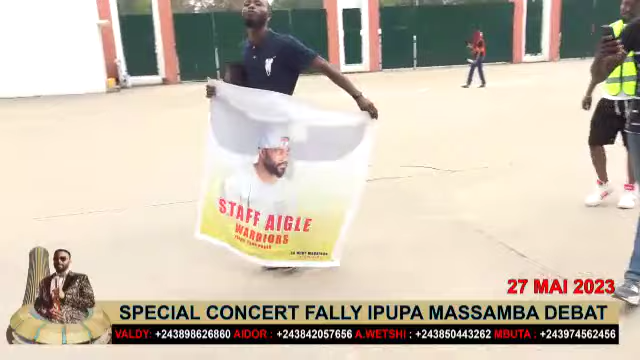 STAFF AIGLE
WARRIORS
27 MAI 2023
SPECIAL CONCERT FALLY IPUPA MASSAMBA DEBAT
VALDY: +243898626860 AIDOR : +243842057656 A.WETSHI : +243850443262 MBUTA : +243974562456